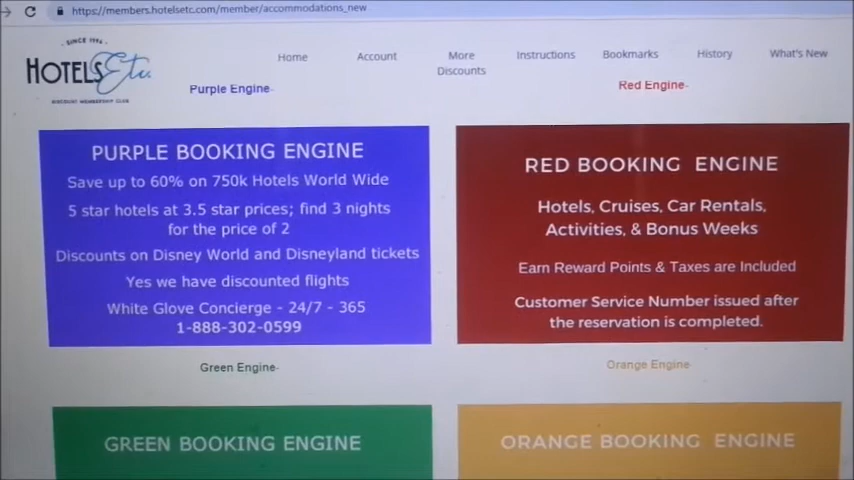 https://members.hotelsetc.com/member/accommodations_new
SINCE 1994
HOTELS Etc.
DISCOUNT MEMBERSHIP CLUB
Home
Account
More Discounts
Instructions
Bookmarks
History
What's New
Purple Engine
Red Engine
PURPLE BOOKING ENGINE
Save up to 60% on 750k Hotels World Wide
5 star hotels at 3.5 star prices; find 3 nights
for the price of 2
Discounts on Disney World and Disneyland tickets
Yes we have discounted flights
White Glove Concierge - 24/7 - 365
1-888-302-0599
RED BOOKING ENGINE
Hotels, Cruises, Car Rentals,
Activities, & Bonus Weeks
Earn Reward Points & Taxes are Included
Customer Service Number issued after
the reservation is completed.
Green Engine
Orange Engine
GREEN BOOKING ENGINE
ORANGE BOOKING ENGINE